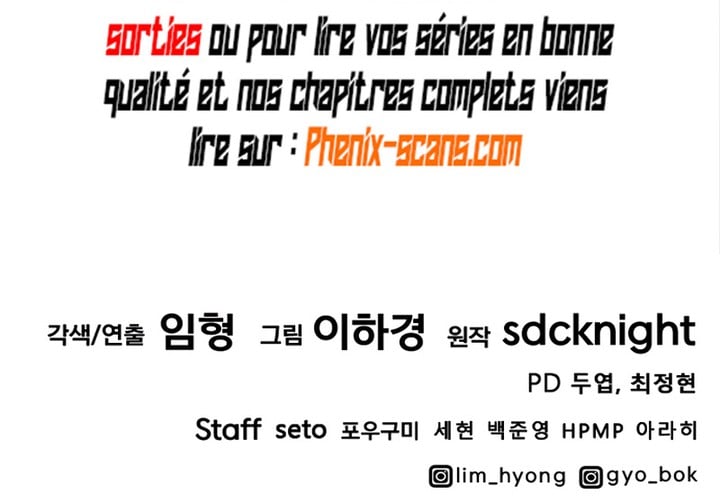 sorties ou pour lire vos séries en bonne
qualité et nos chapitres complets viens
lire sur : Phenix-scans.com
각색/연출 임형 그림 이하경 원작 sdcknight
PD 두엽, 최정현
Staff seto 포우구미 세현 백준영 HPMP 아라히
lim_hyong gyo_bok